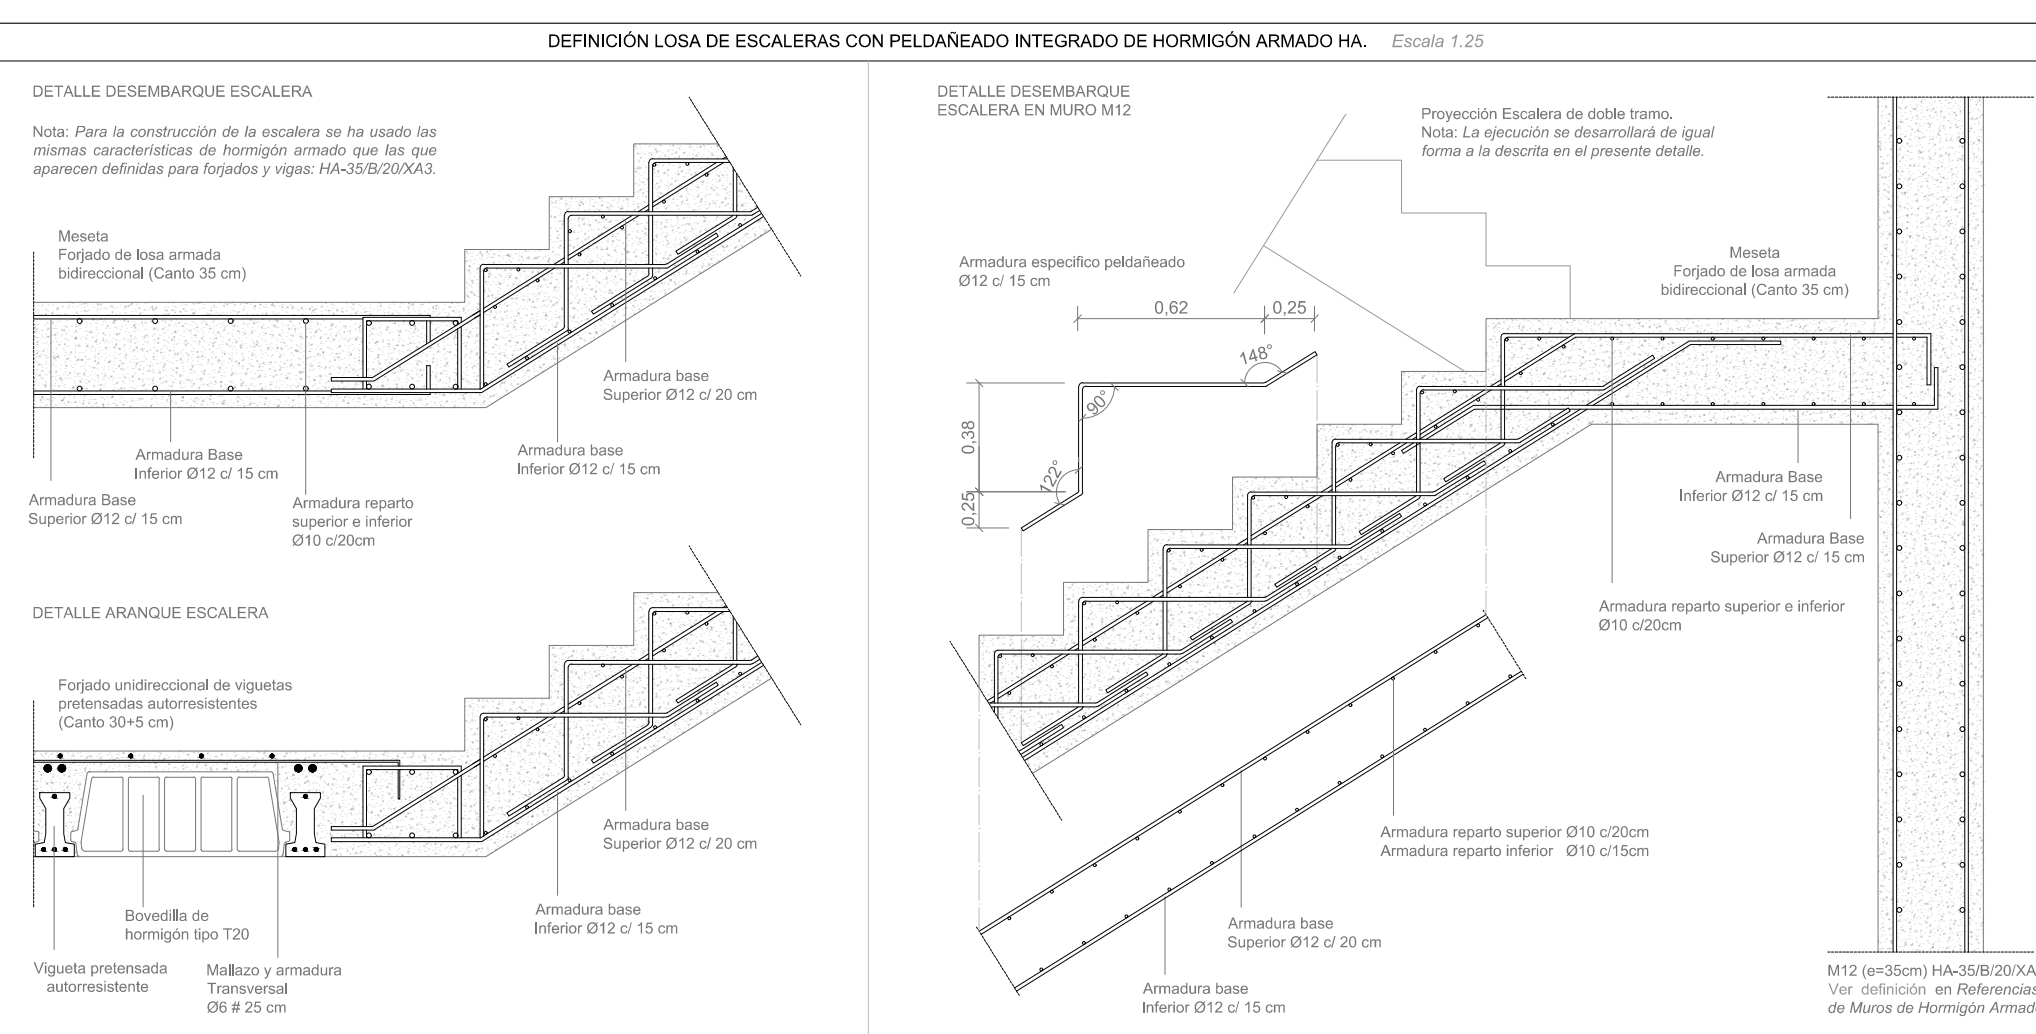 DEFINICIÓN LOSA DE ESCALERAS CON PELDAÑEADO INTEGRADO DE HORMIGÓN ARMADO HA. Escala 1.25
DETALLE DESEMBARQUE ESCALERA
Nota: Para la construcción de la escalera se ha usado las
mismas características de hormigón armado que las que
aparecen definidas para forjados y vigas: HA-35/B/20/XA3.
Meseta
Forjado de losa armada
bidireccional (Canto 35 cm)
Armadura base
Superior Ø12 c/ 20 cm
Armadura base
Inferior Ø12 c/ 15 cm
Armadura Base
Inferior Ø12 c/ 15 cm
Armadura Base
Superior Ø12 c/ 15 cm
Armadura reparto
superior e inferior
Ø10 c/20cm
DETALLE ARANQUE ESCALERA
Forjado unidireccional de viguetas
pretensadas autorresistentes
(Canto 30+5 cm)
Armadura base
Superior Ø12 c/ 20 cm
Armadura base
Inferior Ø12 c/ 15 cm
Bovedilla de
hormigón tipo T20
Vigueta pretensada
autorresistente
Mallazo y armadura
Transversal
Ø6 # 25 cm
DETALLE DESEMBARQUE
ESCALERA EN MURO M12
Proyección Escalera de doble tramo.
Nota: La ejecución se desarrollará de igual
forma a la descrita en el presente detalle.
Armadura especifico peldañeado
Ø12 c/ 15 cm
0,62
0,25
148°
90°
0,38
122°
0,25
Meseta
Forjado de losa armada
bidireccional (Canto 35 cm)
Armadura Base
Inferior Ø12 c/ 15 cm
Armadura Base
Superior Ø12 c/ 15 cm
Armadura reparto superior e inferior
Ø10 c/20cm
Armadura reparto superior Ø10 c/20cm
Armadura reparto inferior Ø10 c/15cm
Armadura base
Superior Ø12 c/ 20 cm
Armadura base
Inferior Ø12 c/ 15 cm
M12 (e=35cm) HA-35/B/20/XA
Ver definición en Referencias
de Muros de Hormigón Armad